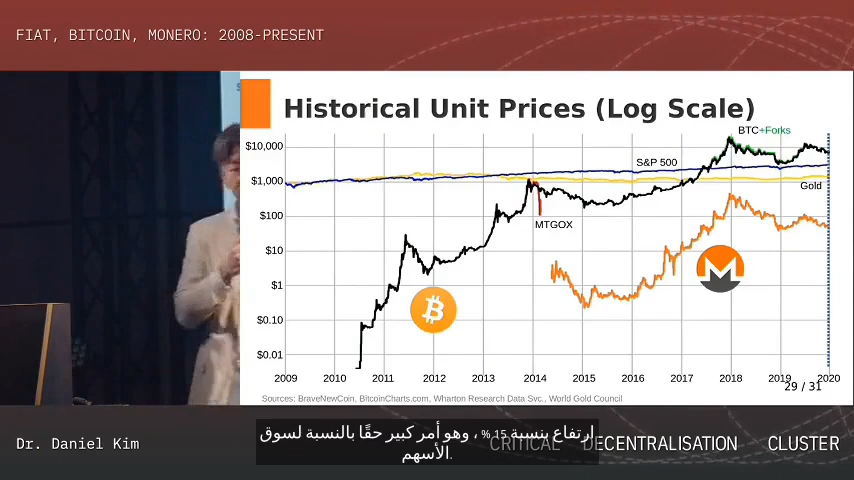 FIAT, BITCOIN, MONERO: 2008-PRESENT
Historical Unit Prices (Log Scale)
BTC+Forks
$10,000
S&P 500
$1,000
Gold
$100
MTGOX
$10
$1
$0.10
$0.01
2009 2010 2011 2012 2013 2014 2015 2016 2017 2018 2019 2020
29 / 31
Sources: BraveNewCoin, BitcoinCharts.com, Wharton Research Data Svc., World Gold Council
ارتفاع بنسبة 15 % ، وهو أمر كبير حقًا بالنسبة لسوق
الأسهم.
Dr. Daniel Kim
CRITICAL DECENTRALISATION CLUSTER